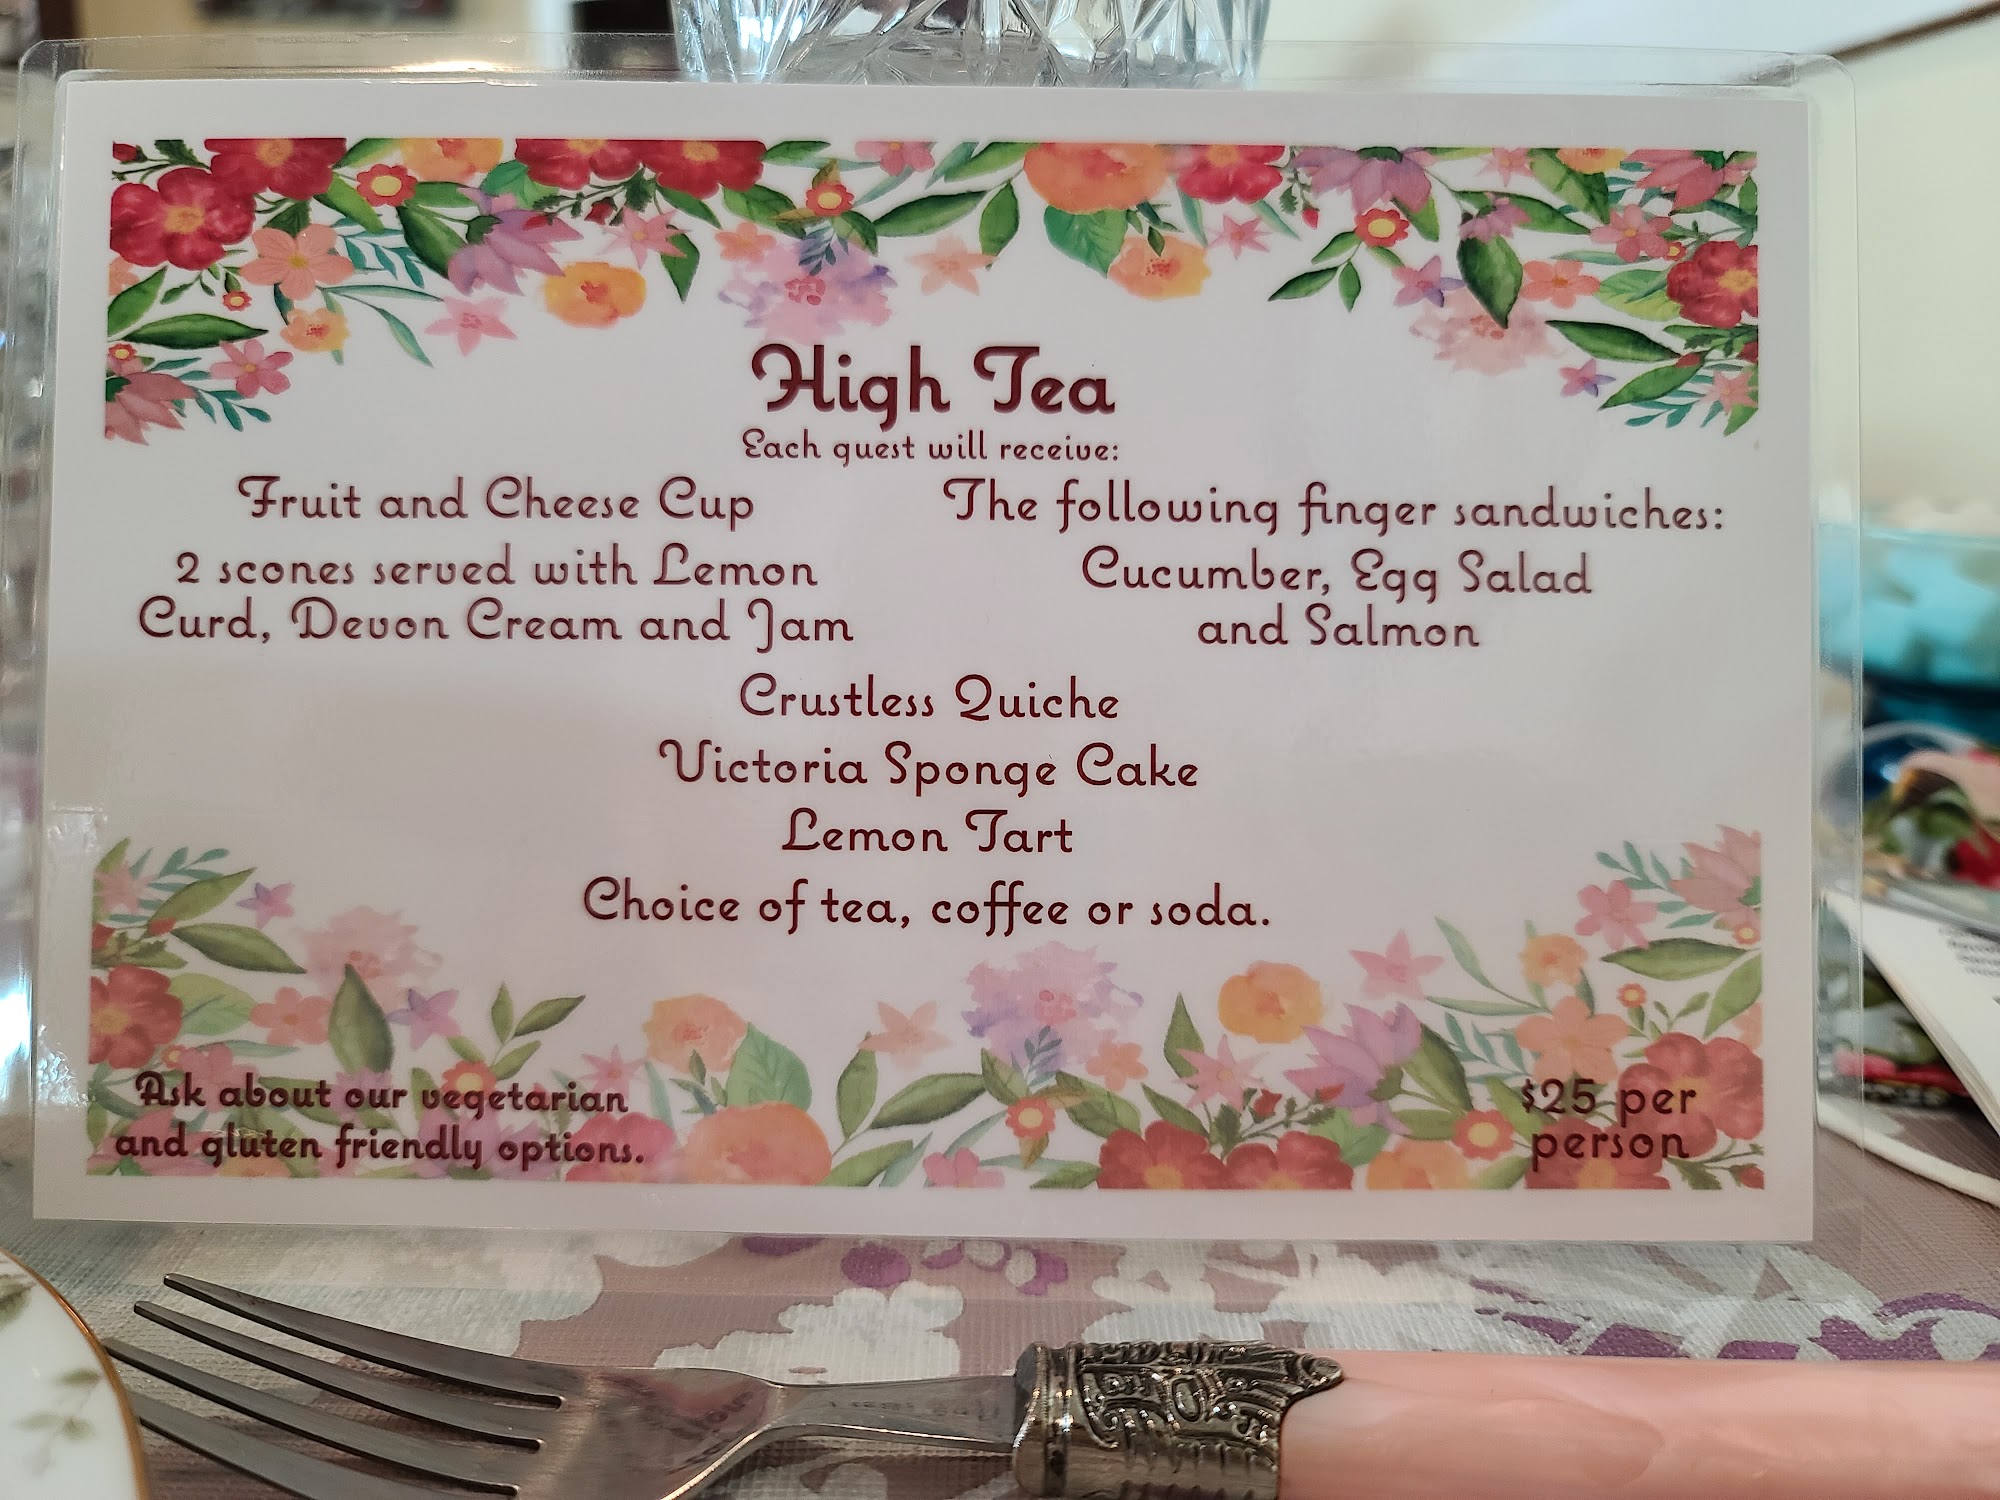 High Tea
Each guest will receive:
Fruit and Cheese Cup
2 scones served with Lemon
Curd, Devon Cream and Jam
The following finger sandwiches:
Cucumber, Egg Salad
and Salmon
Crustless Quiche
Victoria Sponge Cake
Lemon Tart
Choice of tea, coffee or soda.
Ask about our vegetarian
and gluten friendly options.
$25 per
person